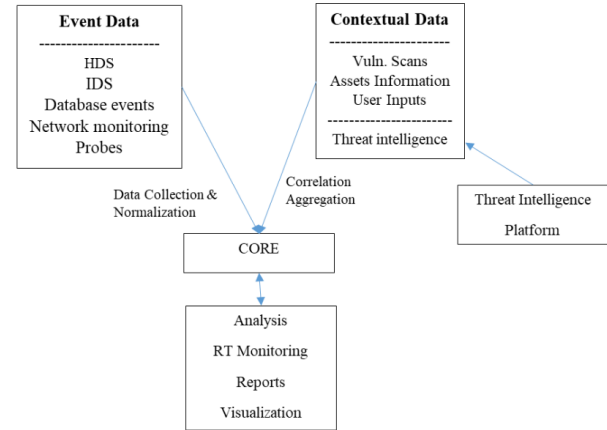 Event Data
----------------------
HDS
IDS
Database events
Network monitoring
Probes
Contextual Data
----------------------
Vuln. Scans
Assets Information
User Inputs
-----------------------
Threat intelligence
Data Collection &
Normalization
Correlation
Aggregation
Threat Intelligence
Platform
CORE
Analysis
RT Monitoring
Reports
Visualization